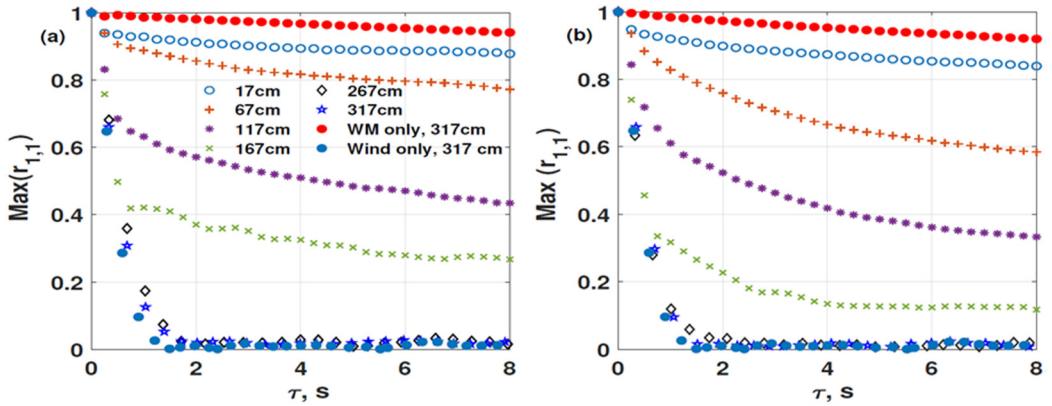 1
0.8
0.6
0.4
0.2
0
Max(r1,1)
(a)
17cm
67cm
117cm
167cm
267cm
317cm
WM only, 317cm
Wind only, 317 cm
0 2 4 6 8
τ, s
1
0.8
0.6
0.4
0.2
0
Max (r1,1)
(b)
0 2 4 6 8
τ, s